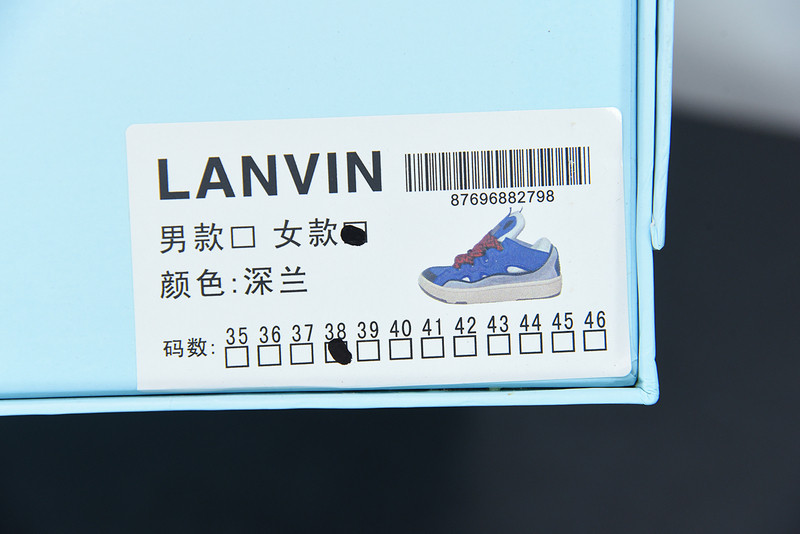 LANVIN
87696882798
男款□ 女款□
颜色:深兰
35 36 37 38 39 40 41 42 43 44 45 46
码数:□ □ □ □ □ □ □ □ □ □ □ □